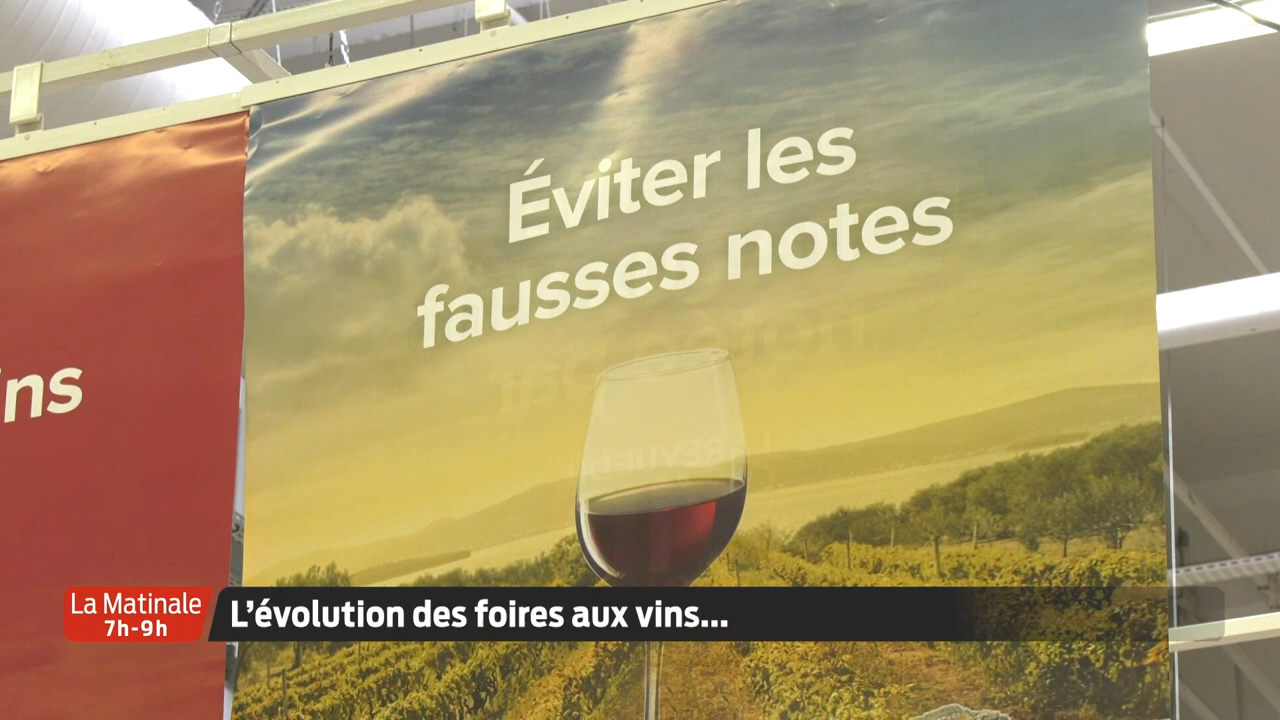 Éviter les
fausses notes
ins
La Matinale
7h-9h
L'évolution des foires aux vins...